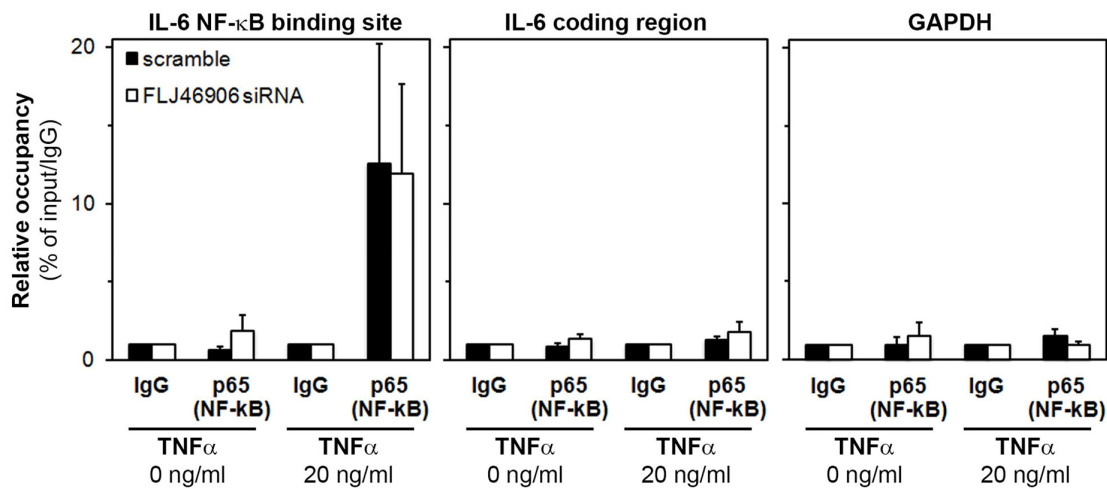 IL-6 NF-κB binding site
IL-6 coding region
GAPDH
Relative occupancy
(% of input/IgG)
20
10
0
scramble
FLJ46906 siRNA
IgG p65 IgG p65
(NF-kB) (NF-kB)
TNFα TNFα
0 ng/ml 20 ng/ml
IgG p65 IgG p65
(NF-kB) (NF-kB)
TNFα TNFα
0 ng/ml 20 ng/ml
IgG p65 IgG p65
(NF-kB) (NF-kB)
TNFα TNFα
0 ng/ml 20 ng/ml